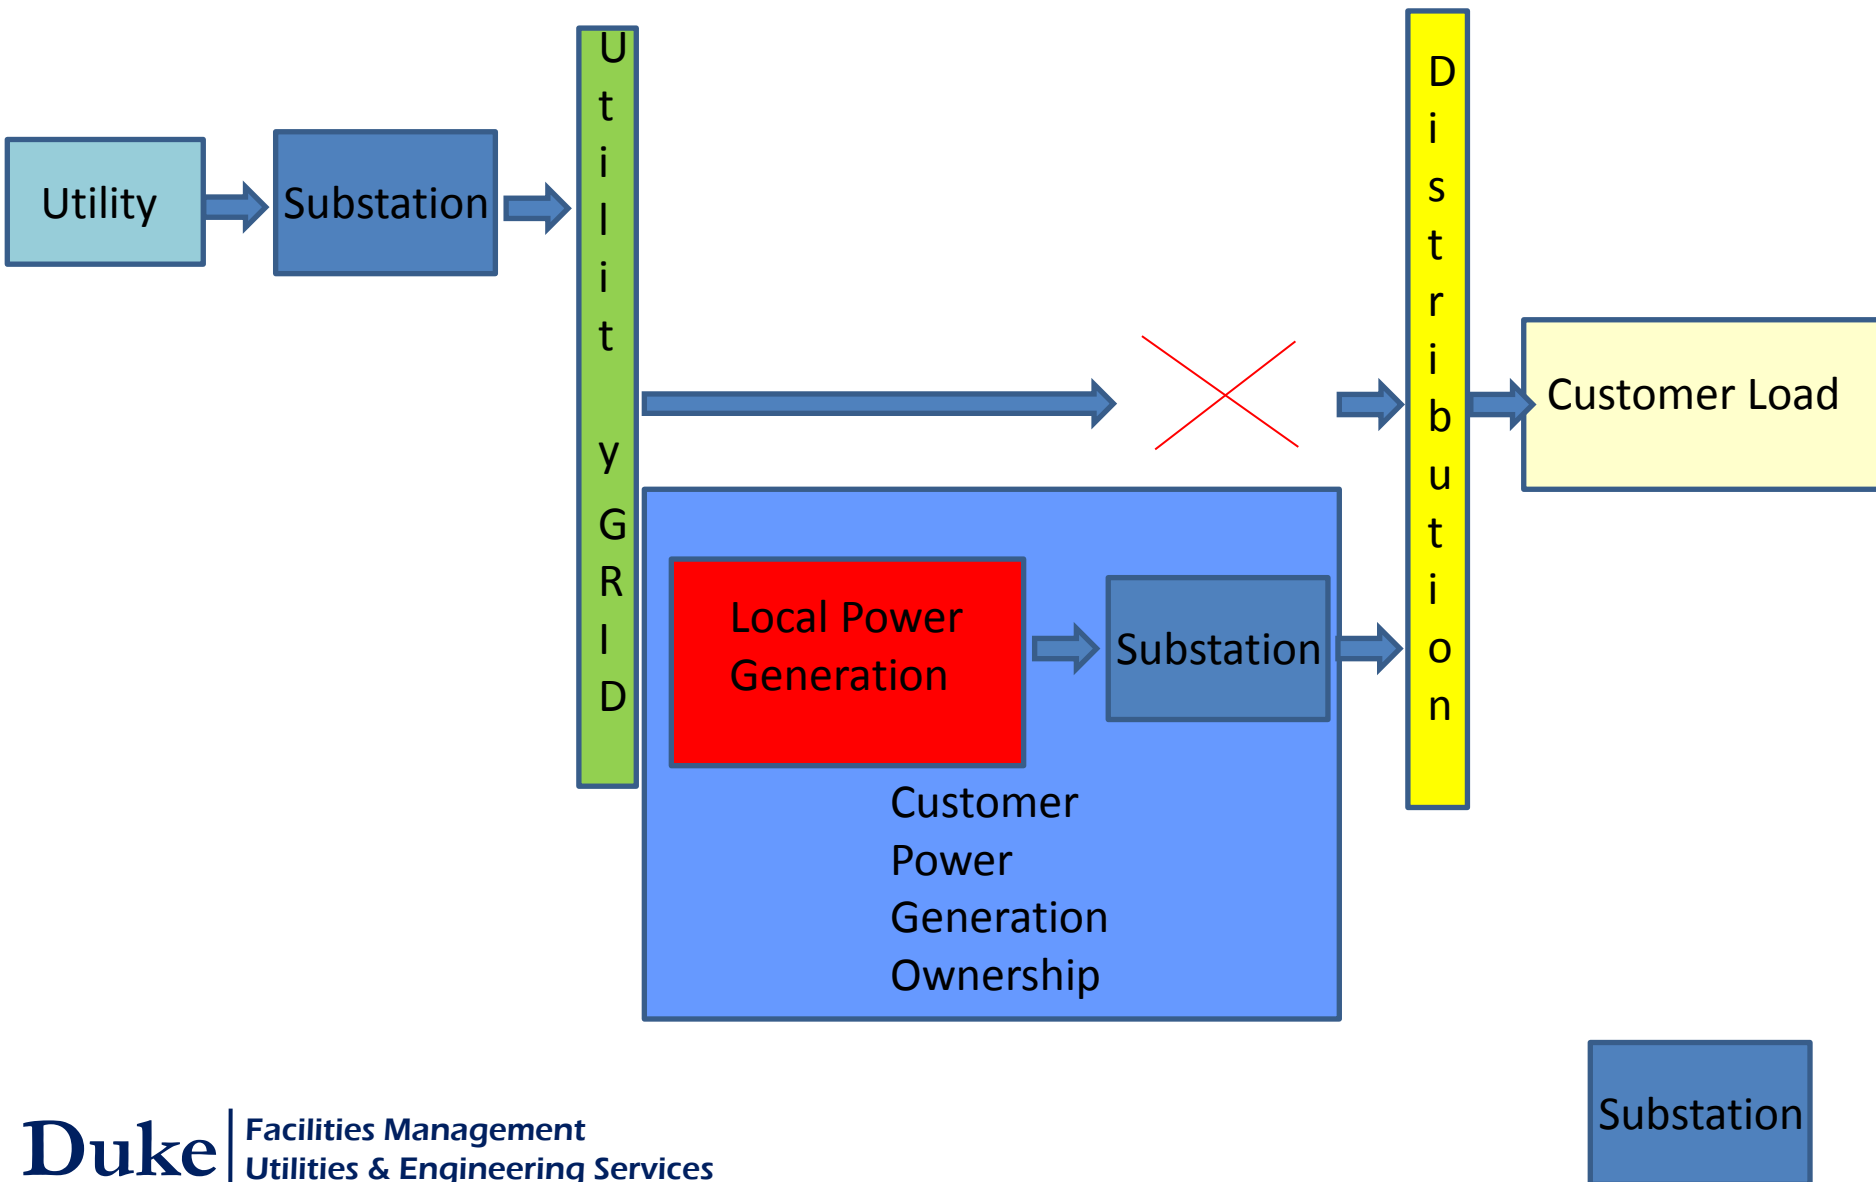 Utility
Substation
Utility GRID
Distribution
Customer Load
Local Power
Generation
Substation
Customer
Power
Generation
Ownership
Substation
Duke
Facilities Management
Utilities & Engineering Services